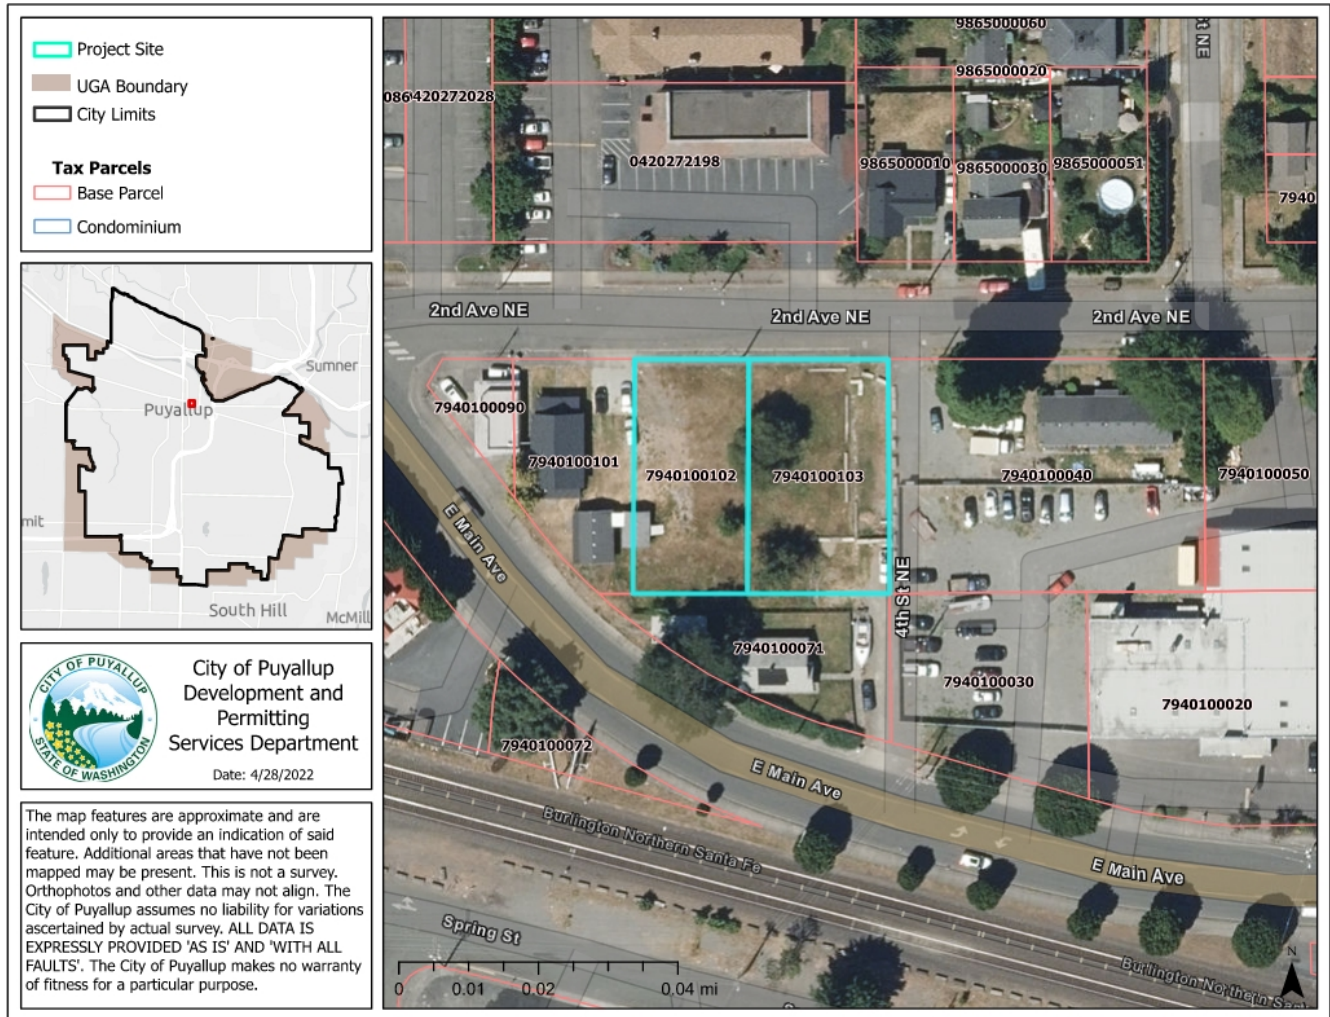 Project Site
UGA Boundary
City Limits
Tax Parcels
Base Parcel
Condominium
Sumner
Puyallup
mit
South Hill
McMill
CITY OF PUYALLUP
STATE OF WASHINGTON
City of Puyallup
Development and
Permitting
Services Department
Date: 4/28/2022
The map features are approximate and are
intended only to provide an indication of said
feature. Additional areas that have not been
mapped may be present. This is not a survey.
Orthophotos and other data may not align. The
City of Puyallup assumes no liability for variations
ascertained by actual survey. ALL DATA IS
EXPRESSLY PROVIDED 'AS IS' AND 'WITH ALL
FAULTS'. The City of Puyallup makes no warranty
of fitness for a particular purpose.
9865000060
St NE
9865000020
086
420272028
0420272198
9865000010
9865000030
9865000051
7940
2nd Ave NE
2nd Ave NE
2nd Ave NE
7940100090
7940100101
7940100102
7940100103
7940100040
7940100050
E Main Ave
4th St NE
7940100071
7940100030
7940100020
7940100072
E Main Ave
Burlington Northern Santa Fe
E Main Ave
Spring St
Burlington Northern Sant
N
0
0.01
0.02
0.04 mi